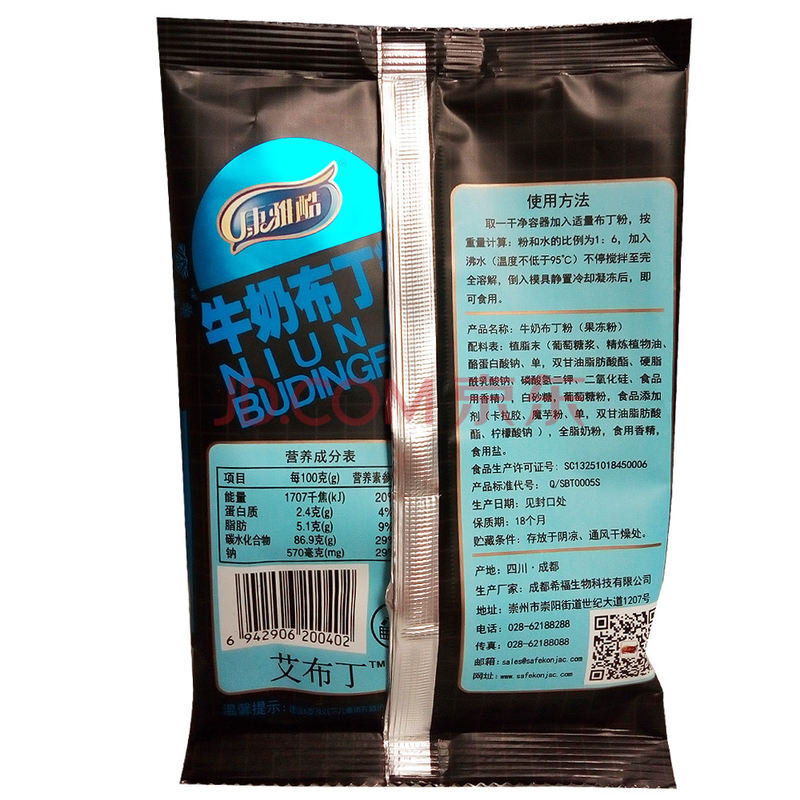 康雅酷
牛奶布丁
NIUN
BUDINGF
JD.COM 京东
营养成分表
项目 每100克(g) 营养素参
能量 1707千焦(kJ) 20%
蛋白质 2.4克(g) 4%
脂肪 5.1克(g) 9%
碳水化合物 86.9克(g) 29%
钠 570毫克(mg) 29%
6 942906 200402
艾布丁™
温馨提示:
使用方法
取一干净容器加入适量布丁粉，按
重量计算：粉和水的比例为1：6，加入
沸水（温度不低于95℃）不停搅拌至完
全溶解，倒入模具静置冷却凝冻后，即
可食用。
产品名称：牛奶布丁粉（果冻粉）
配料表：植脂末（葡萄糖浆、精炼植物油、
酪蛋白酸钠、单，双甘油脂肪酸酯、硬脂
酰乳酸钠、磷酸氢二钾、二氧化硅、食品
用香精），白砂糖，葡萄糖粉，食品添加
剂（卡拉胶、魔芋粉、单，双甘油脂肪酸
酯、柠檬酸钠），全脂奶粉，食用香精，
食用盐。
食品生产许可证号：SC13251018450006
产品标准代号：Q/SBT0005S
生产日期：见封口处
保质期：18个月
贮藏条件：存放于阴凉、通风干燥处。
产地：四川·成都
生产厂家：成都希福生物科技有限公司
地址：崇州市崇阳街道世纪大道1207号
电话：028-62188288
传真：028-62188088
邮箱：sales@safekonjac.com
网址：www.safekonjac.com